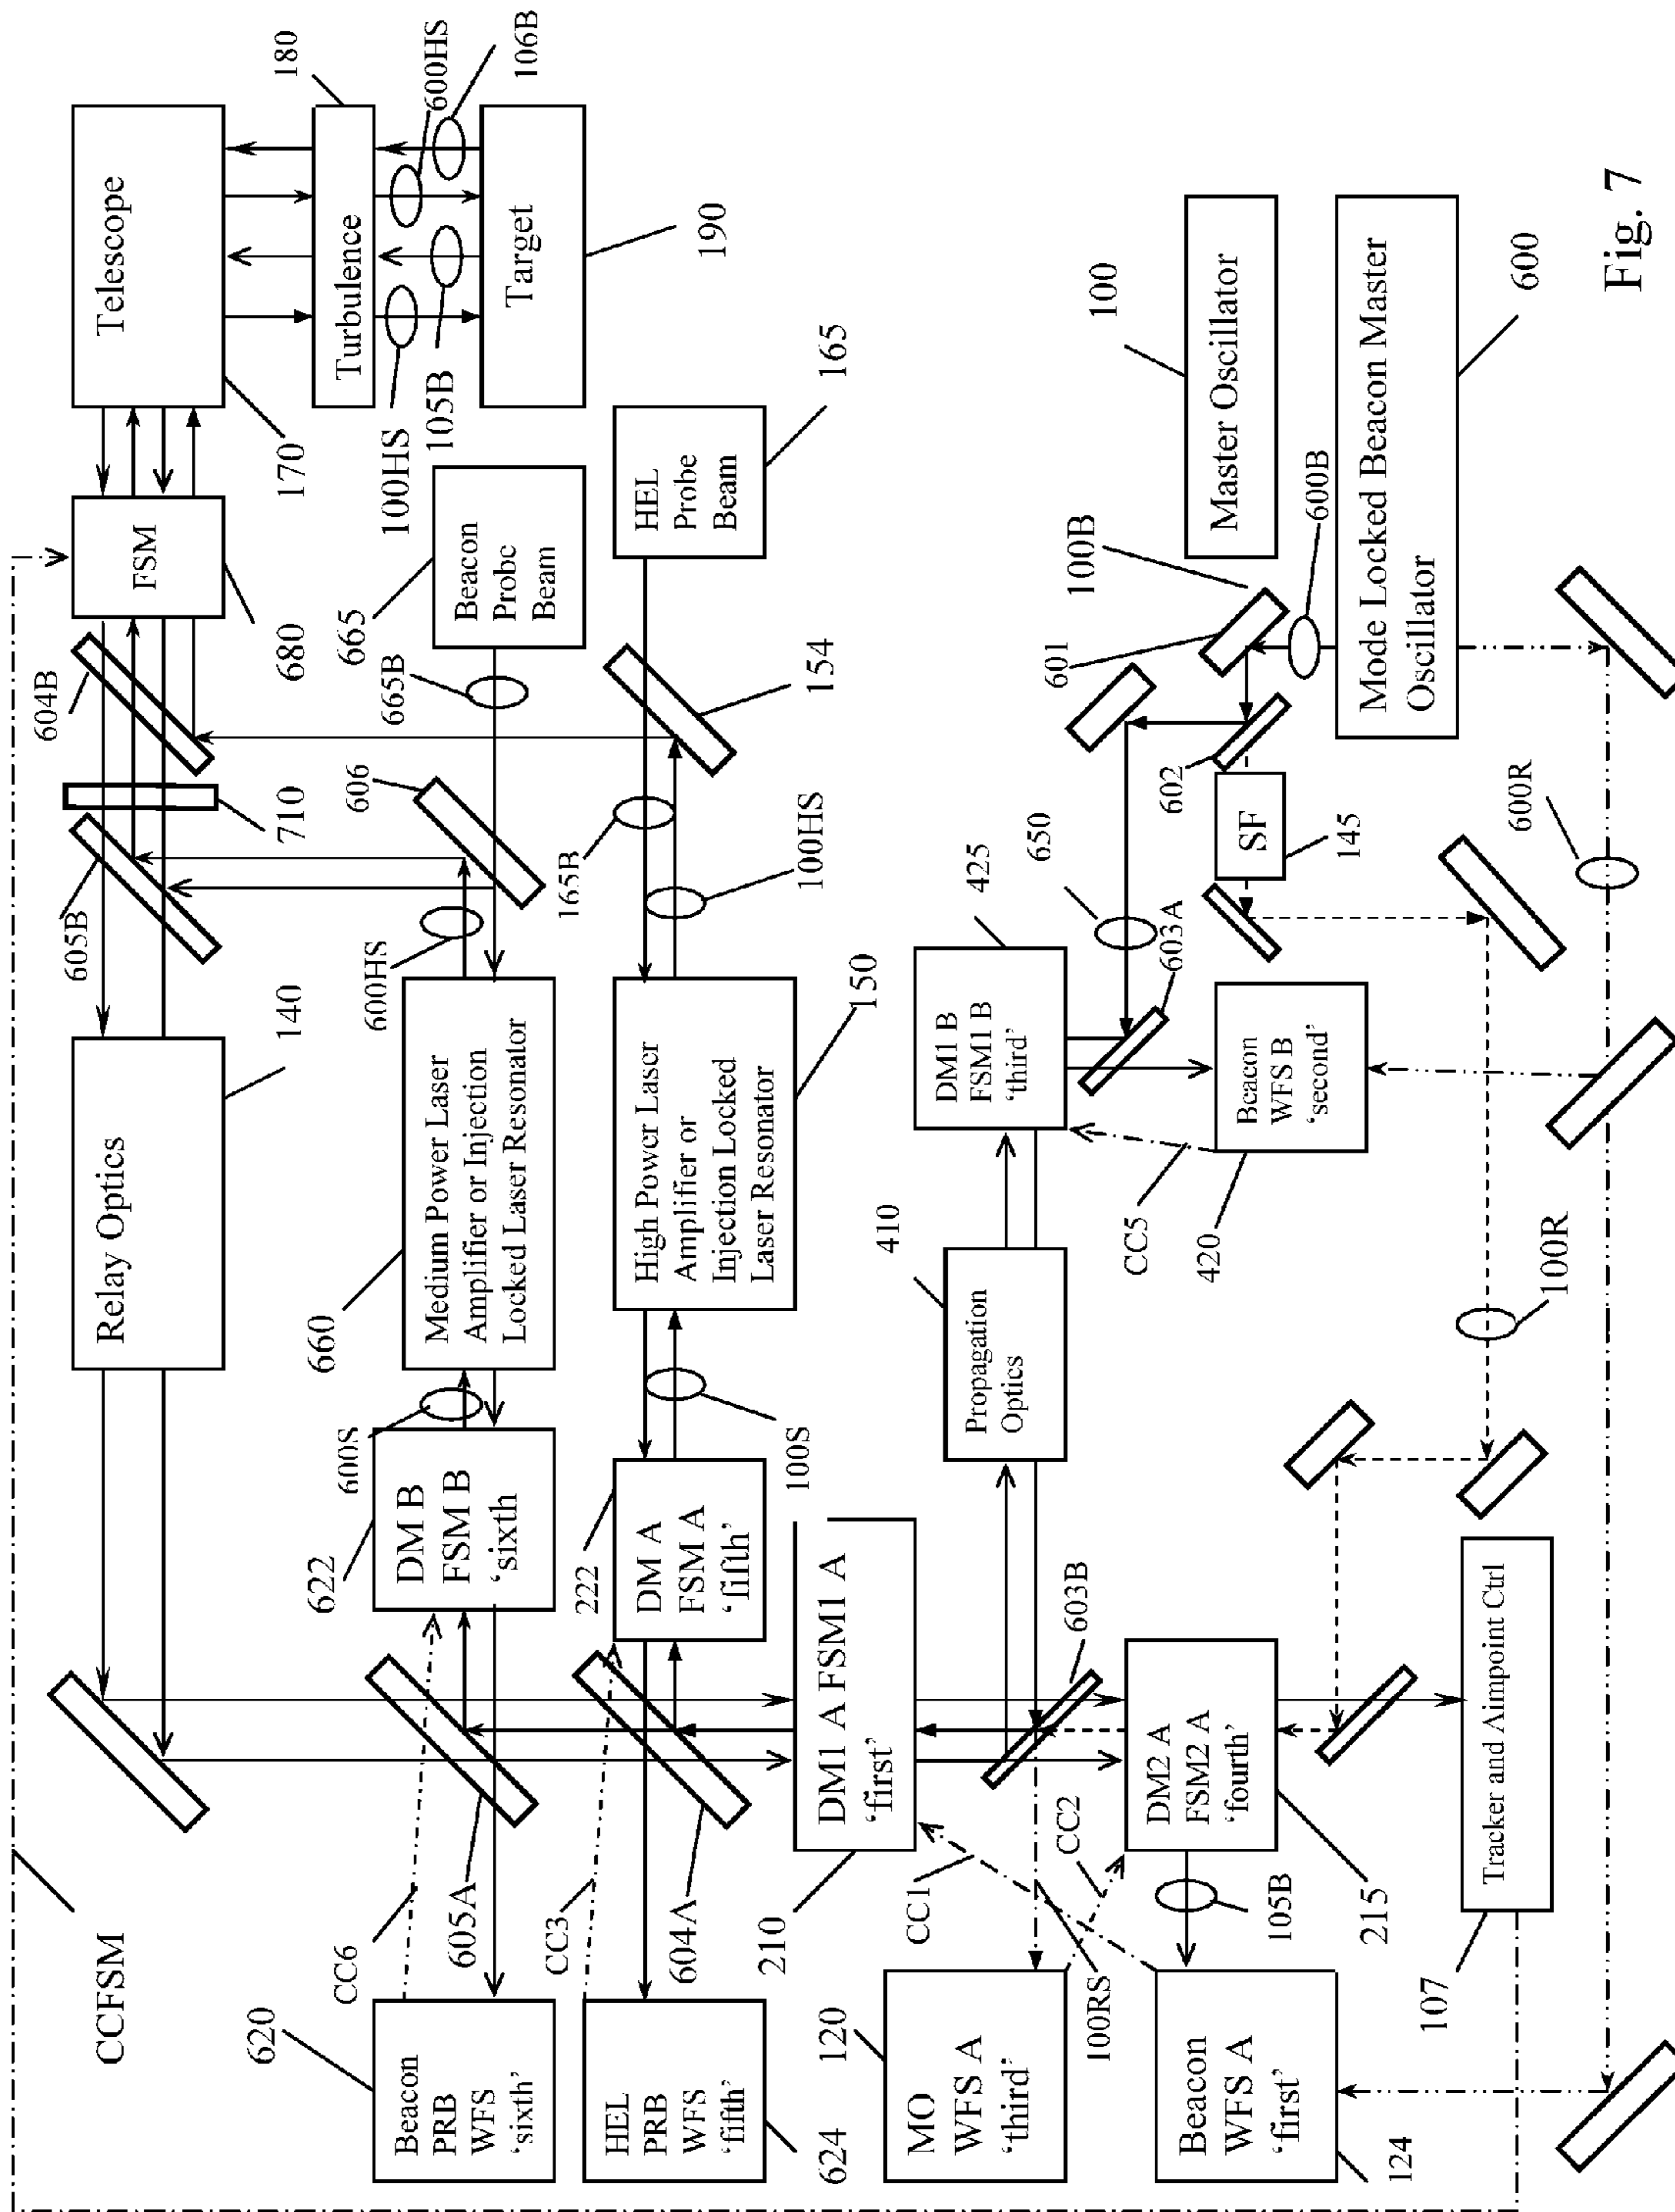 CCFSM
Relay Optics
140
605B
710
604B
FSM
680
Telescope
170
180
Turbulence
100HS
105B
600HS
106B
Target
190
620
Beacon
PRB
WFS
'sixth'
CC6
605A
622
DM B
FSM B
'sixth
600S
660
Medium Power Laser
Amplifier or Injection
Locked Laser Resonator
600HS
606
665B
665
Beacon
Probe
Beam
HEL
PRB
WFS
'fifth'
624
CC3
604A
222
DM A
FSM A
'fifth'
100S
High Power Laser
Amplifier or
Injection Locked
Laser Resonator
150
165B
100HS
154
HEL
Probe
Beam
165
210
DM1 A FSM1 A
'first'
120
MO
WFS A
'third'
100RS
CC1
CC2
603B
410
Propagation
Optics
425
DM1 B
FSM1 B
'third'
650
603A
601
602
100B
100
Master Oscillator
Beacon
WFS A
'first'
124
105B
DM2 A
FSM2 A
'fourth'
215
CC5
420
Beacon
WFS B
'second'
SF
145
600B
Mode Locked Beacon Master
Oscillator
600
107
Tracker and Aimpoint Ctrl
100R
600R
Fig. 7